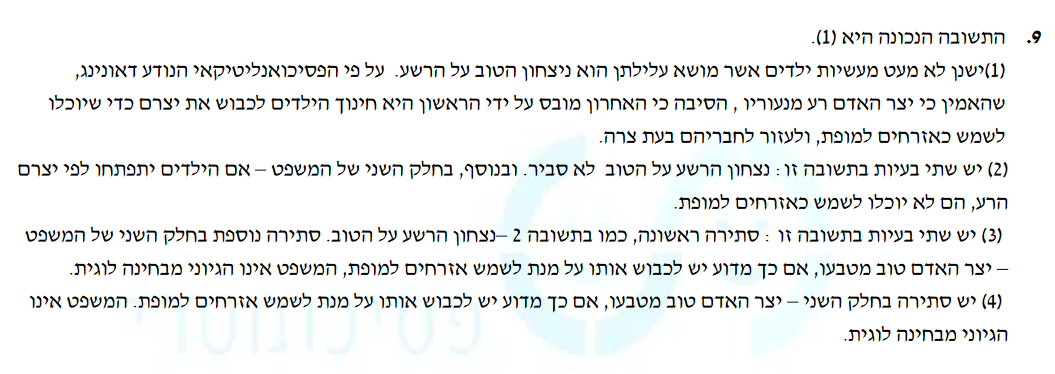 9. התשובה הנכונה היא (1).
(1)ישנן לא מעט מעשיות ילדים אשר מושא עלילתן הוא ניצחון הטוב על הרשע. על פי הפסיכואנליטיקאי הנודע דאונינג,
שהאמין כי יצר האדם רע מנעוריו , הסיבה כי האחרון מובס על ידי הראשון היא חינוך הילדים לכבוש את יצרם כדי שיוכלו
לשמש כאזרחים למופת, ולעזור לחבריהם בעת צרה.
(2) יש שתי בעיות בתשובה זו : נצחון הרשע על הטוב לא סביר. ובנוסף, בחלק השני של המשפט – אם הילדים יתפתחו לפי יצרם
הרע, הם לא יוכלו לשמש כאזרחים למופת.
(3) יש שתי בעיות בתשובה זו : סתירה ראשונה, כמו בתשובה 2 –נצחון הרשע על הטוב. סתירה נוספת בחלק השני של המשפט
– יצר האדם טוב מטבעו, אם כך מדוע יש לכבוש אותו על מנת לשמש אזרחים למופת, המשפט אינו הגיוני מבחינה לוגית.
(4) יש סתירה בחלק השני – יצר האדם טוב מטבעו, אם כך מדוע יש לכבוש אותו על מנת לשמש אזרחים למופת. המשפט אינו
הגיוני מבחינה לוגית.